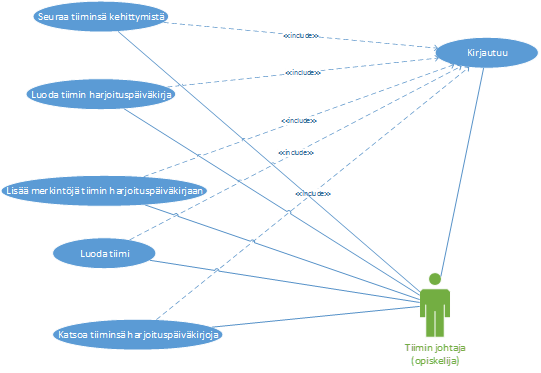 Seuraa tiiminsä kehittymistä
<<include>>
Kirjautuu
<<include>>
Luoda tiimin harjoituspäiväkirja
<<include>>
<<include>>
Lisää merkintöjä tiimin harjoituspäiväkirjaan
<<include>>
Luoda tiimi
Katsoa tiiminsä harjoituspäiväkirjoja
Tiimin johtaja
(opiskelija)